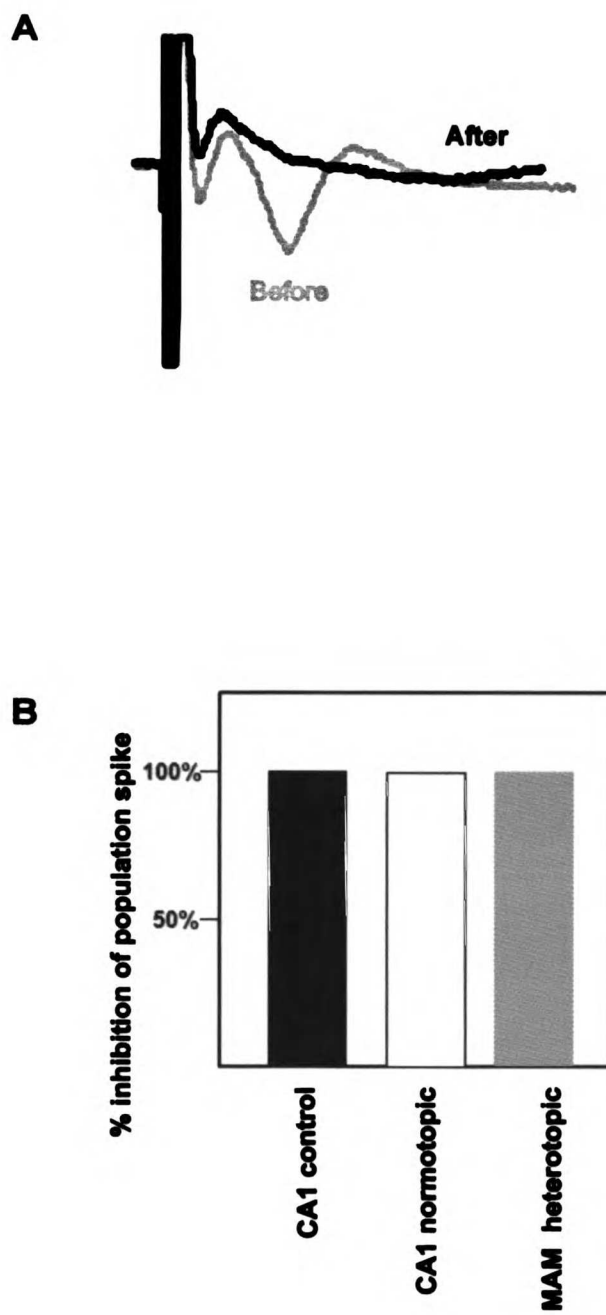 A
After
Before
B
% inhibition of population spike
100%
50%
CA1 control
CA1 normotopic
MAM heterotopic